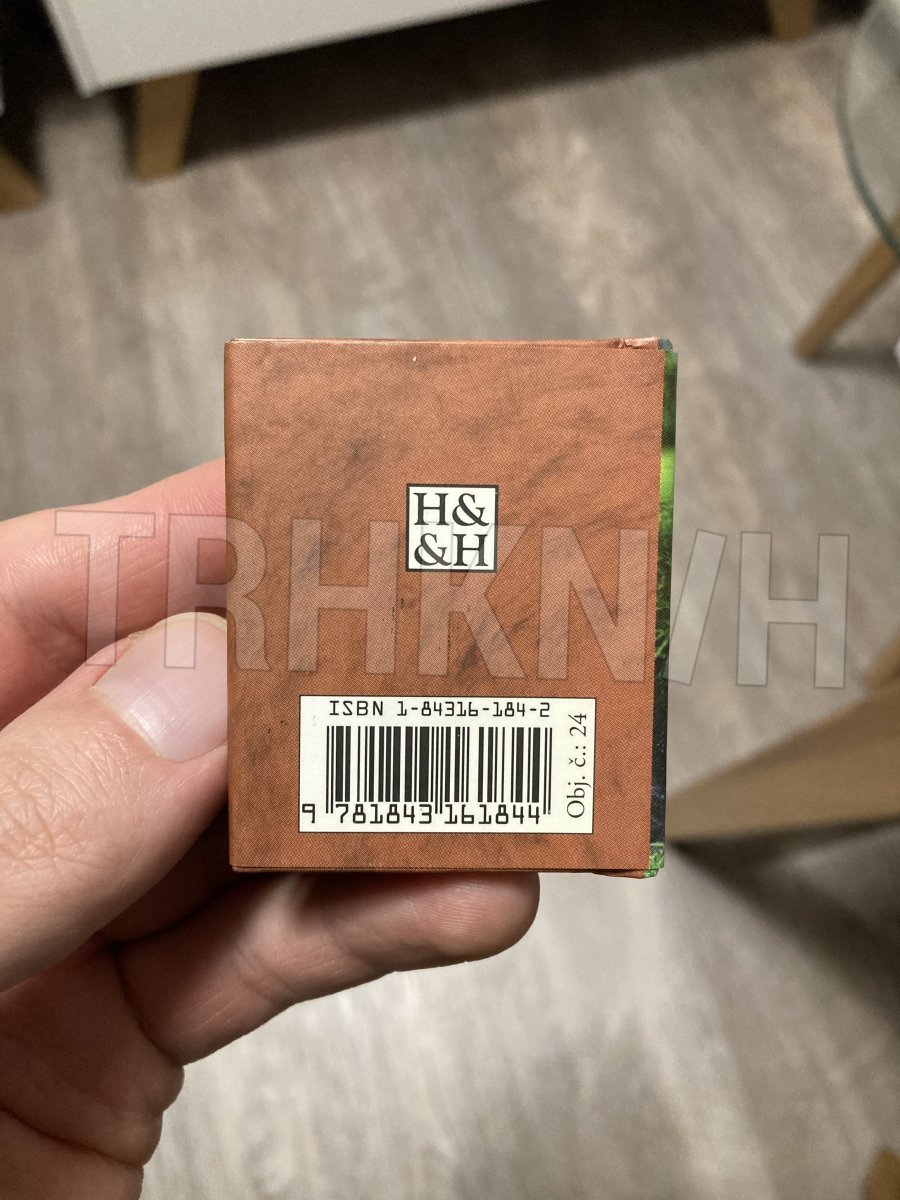 H&
&H
TRHKNIH
ISBN 1-84316-184-2
9 781843 161844
Obj. č.: 24